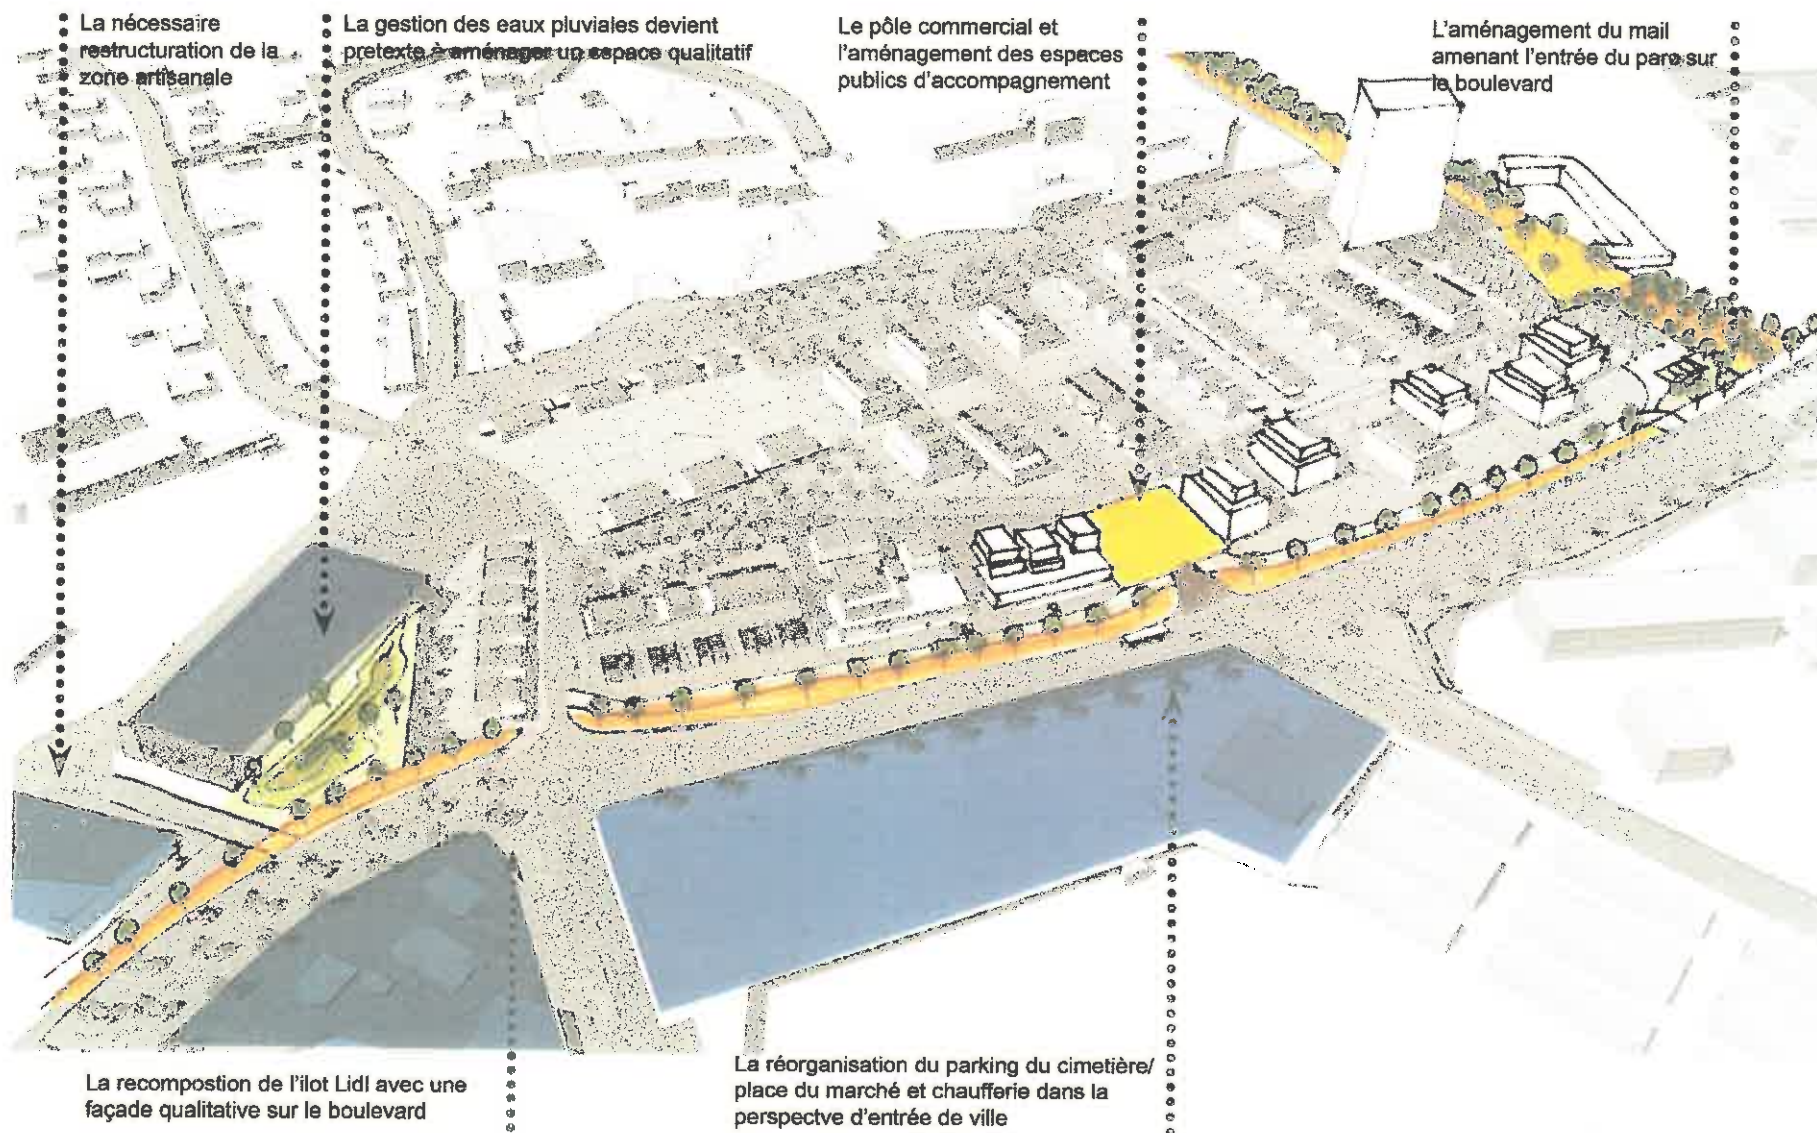 La nécessaire
restructuration de la
zone artisanale
La gestion des eaux pluviales devient
pretexte à aménager un espace qualitatif
Le pôle commercial et
l'aménagement des espaces
publics d'accompagnement
L'aménagement du mail
amenant l'entrée du parc sur
le boulevard
La recompostion de l'ilot Lidl avec une
façade qualitative sur le boulevard
La réorganisation du parking du cimetière/
place du marché et chaufferie dans la
perspectve d'entrée de ville